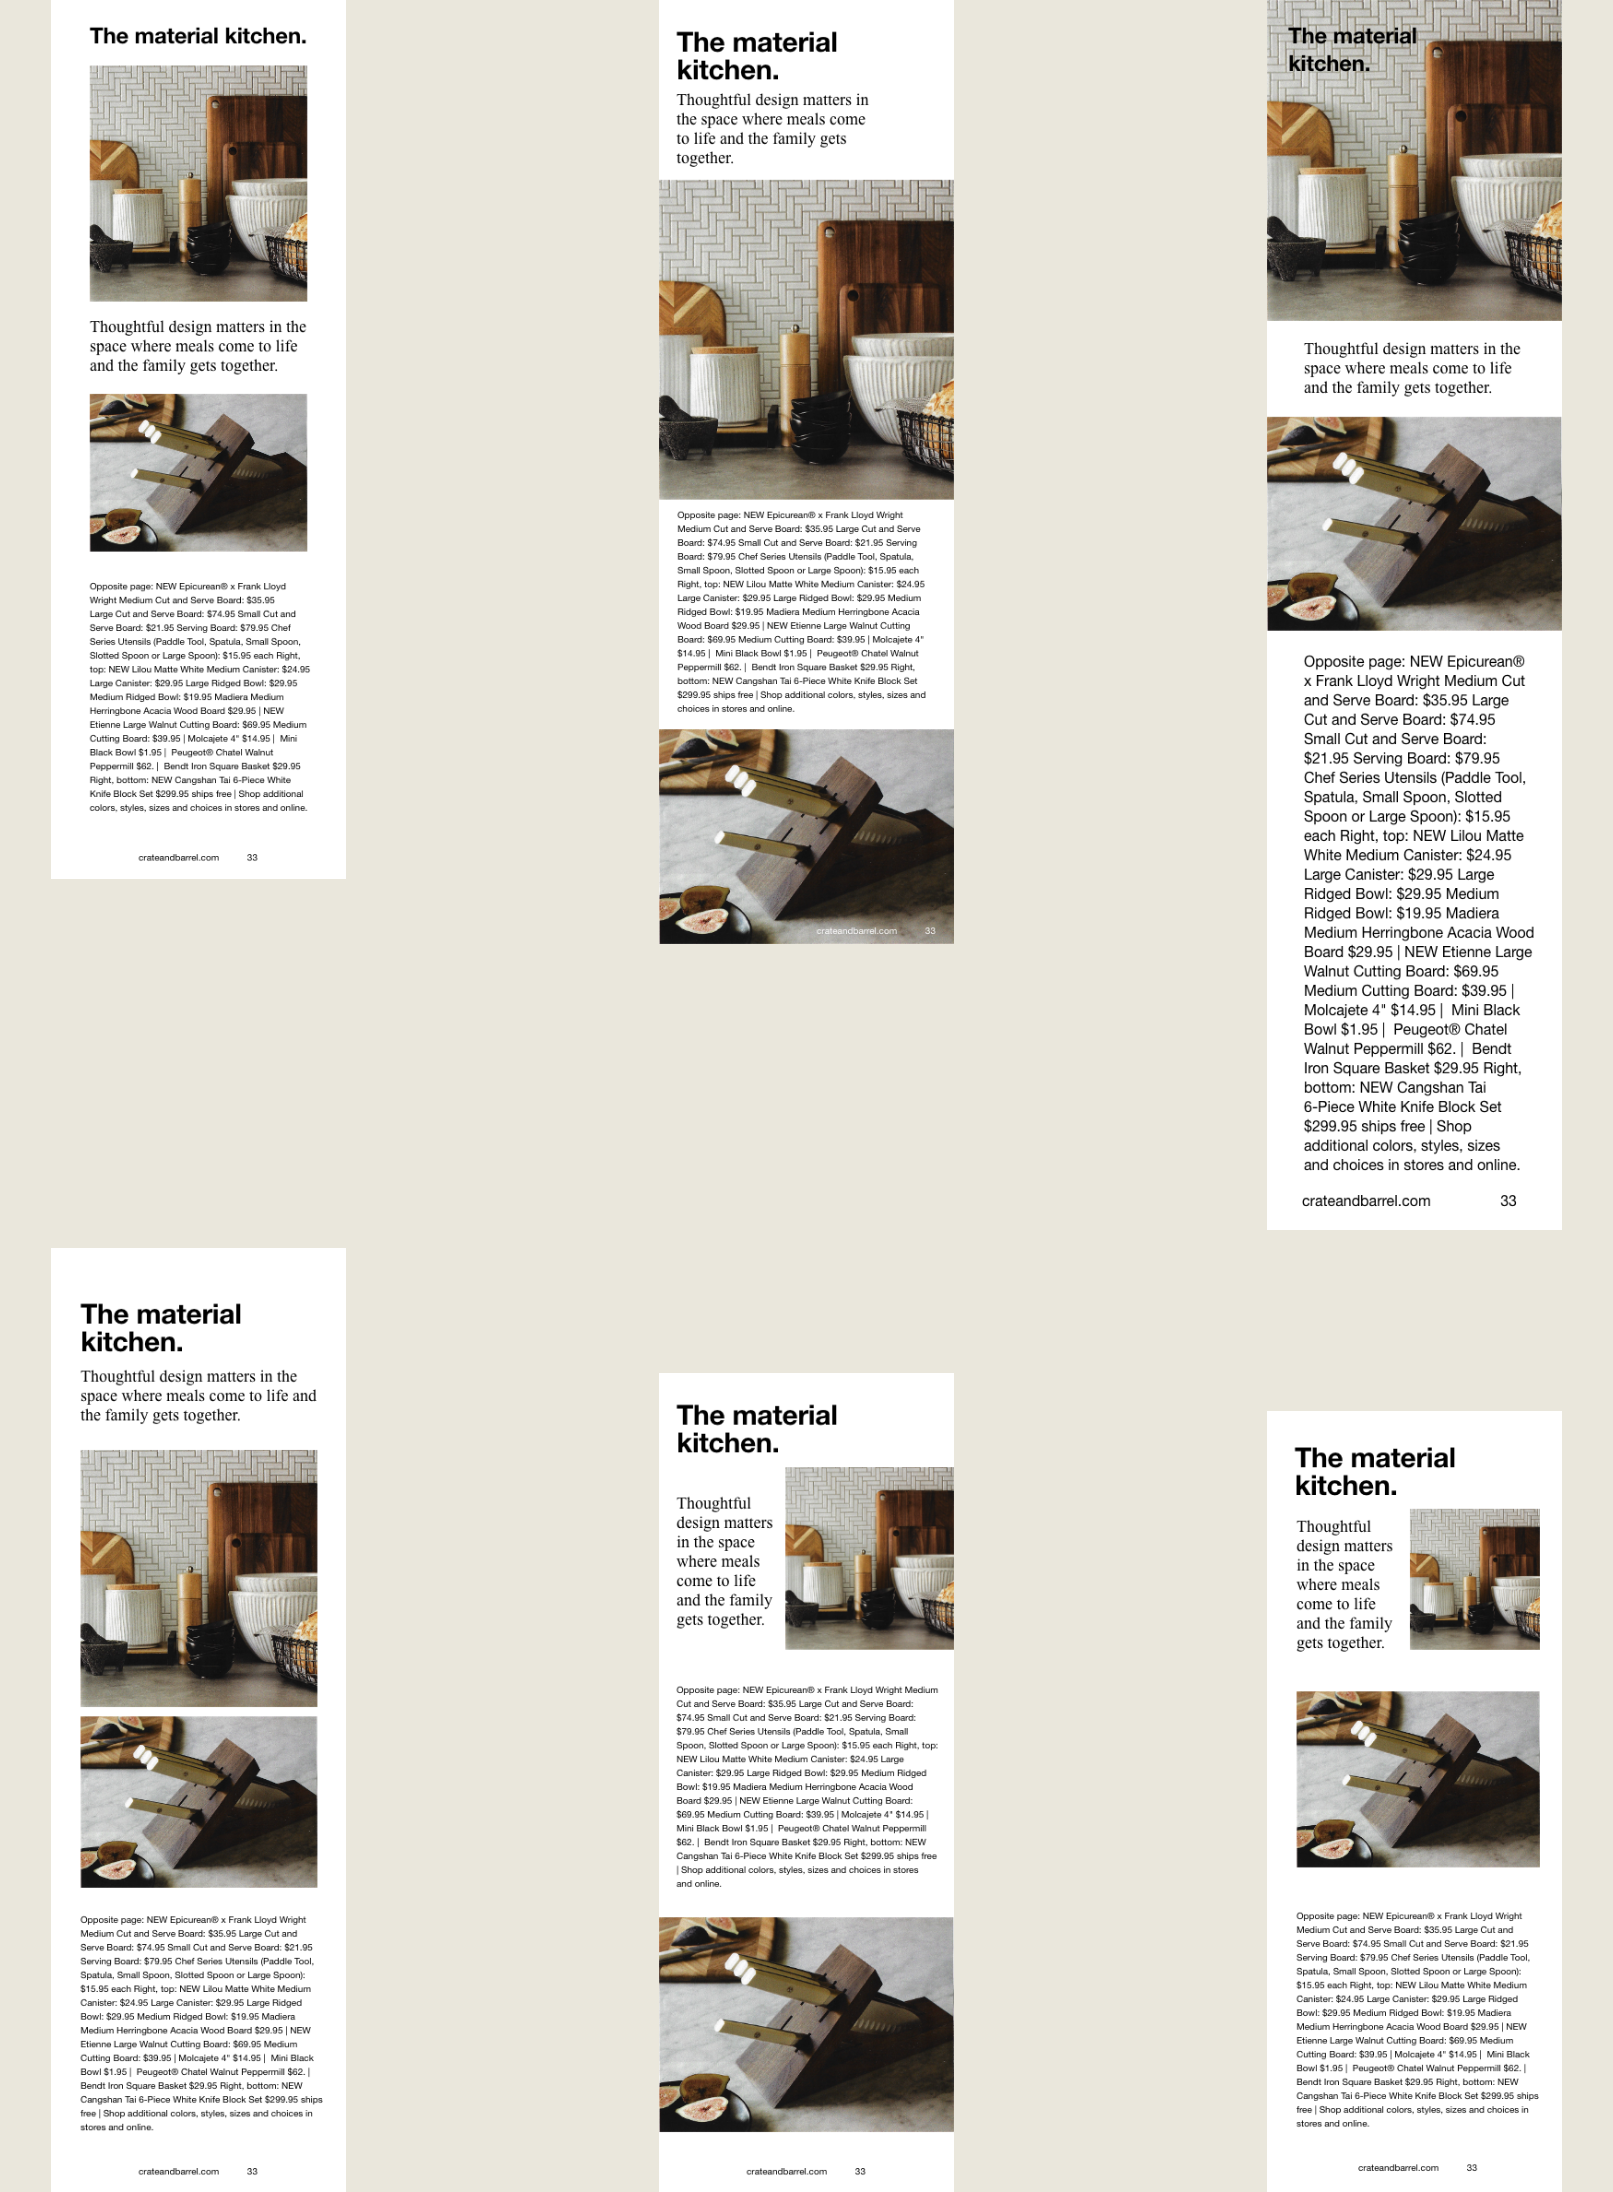 The material kitchen.
Thoughtful design matters in the
space where meals come to life
and the family gets together.
Opposite page: NEW Epicurean® x Frank Lloyd
Wright Medium Cut and Serve Board: $35.95
Large Cut and Serve Board: $74.95 Small Cut and
Serve Board: $21.95 Serving Board: $79.95 Chef
Series Utensils (Paddle Tool, Spatula, Small Spoon,
Slotted Spoon or Large Spoon): $15.95 each Right,
top: NEW Lilou Matte White Medium Canister: $24.95
Large Canister: $29.95 Large Ridged Bowl: $29.95
Medium Ridged Bowl: $19.95 Madiera Medium
Herringbone Acacia Wood Board $29.95 | NEW
Etienne Large Walnut Cutting Board: $69.95 Medium
Cutting Board: $39.95 | Molcajete 4" $14.95 | Mini
Black Bowl $1.95 | Peugeot® Chatel Walnut
Peppermill $62. | Bendt Iron Square Basket $29.95
Right, bottom: NEW Cangshan Tai 6-Piece White
Knife Block Set $299.95 ships free | Shop additional
colors, styles, sizes and choices in stores and online.
crateandbarrel.com 33
The material
kitchen.
Thoughtful design matters in
the space where meals come
to life and the family gets
together.
Opposite page: NEW Epicurean® x Frank Lloyd Wright
Medium Cut and Serve Board: $35.95 Large Cut and Serve
Board: $74.95 Small Cut and Serve Board: $21.95 Serving
Board: $79.95 Chef Series Utensils (Paddle Tool, Spatula,
Small Spoon, Slotted Spoon or Large Spoon): $15.95 each
Right, top: NEW Lilou Matte White Medium Canister: $24.95
Large Canister: $29.95 Large Ridged Bowl: $29.95 Medium
Ridged Bowl: $19.95 Madiera Medium Herringbone Acacia
Wood Board $29.95 | NEW Etienne Large Walnut Cutting
Board: $69.95 Medium Cutting Board: $39.95 | Molcajete 4"
$14.95 | Mini Black Bowl $1.95 | Peugeot® Chatel Walnut
Peppermill $62. | Bendt Iron Square Basket $29.95 Right,
bottom: NEW Cangshan Tai 6-Piece White Knife Block Set
$299.95 ships free | Shop additional colors, styles, sizes and
choices in stores and online.
crateandbarrel.com 33
The material
kitchen.
Thoughtful design matters in the
space where meals come to life
and the family gets together.
Opposite page: NEW Epicurean®
x Frank Lloyd Wright Medium Cut
and Serve Board: $35.95 Large
Cut and Serve Board: $74.95
Small Cut and Serve Board:
$21.95 Serving Board: $79.95
Chef Series Utensils (Paddle Tool,
Spatula, Small Spoon, Slotted
Spoon or Large Spoon): $15.95
each Right, top: NEW Lilou Matte
White Medium Canister: $24.95
Large Canister: $29.95 Large
Ridged Bowl: $29.95 Medium
Ridged Bowl: $19.95 Madiera
Medium Herringbone Acacia Wood
Board $29.95 | NEW Etienne Large
Walnut Cutting Board: $69.95
Medium Cutting Board: $39.95 |
Molcajete 4" $14.95 | Mini Black
Bowl $1.95 | Peugeot® Chatel
Walnut Peppermill $62. | Bendt
Iron Square Basket $29.95 Right,
bottom: NEW Cangshan Tai
6-Piece White Knife Block Set
$299.95 ships free | Shop
additional colors, styles, sizes
and choices in stores and online.
crateandbarrel.com 33
The material
kitchen.
Thoughtful design matters in the
space where meals come to life and
the family gets together.
Opposite page: NEW Epicurean® x Frank Lloyd Wright
Medium Cut and Serve Board: $35.95 Large Cut and
Serve Board: $74.95 Small Cut and Serve Board: $21.95
Serving Board: $79.95 Chef Series Utensils (Paddle Tool,
Spatula, Small Spoon, Slotted Spoon or Large Spoon):
$15.95 each Right, top: NEW Lilou Matte White Medium
Canister: $24.95 Large Canister: $29.95 Large Ridged
Bowl: $29.95 Medium Ridged Bowl: $19.95 Madiera
Medium Herringbone Acacia Wood Board $29.95 | NEW
Etienne Large Walnut Cutting Board: $69.95 Medium
Cutting Board: $39.95 | Molcajete 4" $14.95 | Mini Black
Bowl $1.95 | Peugeot® Chatel Walnut Peppermill $62. |
Bendt Iron Square Basket $29.95 Right, bottom: NEW
Cangshan Tai 6-Piece White Knife Block Set $299.95 ships
free | Shop additional colors, styles, sizes and choices in
stores and online.
crateandbarrel.com 33
The material
kitchen.
Thoughtful
design matters
in the space
where meals
come to life
and the family
gets together.
Opposite page: NEW Epicurean® x Frank Lloyd Wright Medium
Cut and Serve Board: $35.95 Large Cut and Serve Board:
$74.95 Small Cut and Serve Board: $21.95 Serving Board:
$79.95 Chef Series Utensils (Paddle Tool, Spatula, Small
Spoon, Slotted Spoon or Large Spoon): $15.95 each Right, top:
NEW Lilou Matte White Medium Canister: $24.95 Large
Canister: $29.95 Large Ridged Bowl: $29.95 Medium Ridged
Bowl: $19.95 Madiera Medium Herringbone Acacia Wood
Board $29.95 | NEW Etienne Large Walnut Cutting Board:
$69.95 Medium Cutting Board: $39.95 | Molcajete 4" $14.95 |
Mini Black Bowl $1.95 | Peugeot® Chatel Walnut Peppermill
$62. | Bendt Iron Square Basket $29.95 Right, bottom: NEW
Cangshan Tai 6-Piece White Knife Block Set $299.95 ships free
| Shop additional colors, styles, sizes and choices in stores
and online.
crateandbarrel.com 33
The material
kitchen.
Thoughtful
design matters
in the space
where meals
come to life
and the family
gets together.
Opposite page: NEW Epicurean® x Frank Lloyd Wright
Medium Cut and Serve Board: $35.95 Large Cut and
Serve Board: $74.95 Small Cut and Serve Board: $21.95
Serving Board: $79.95 Chef Series Utensils (Paddle Tool,
Spatula, Small Spoon, Slotted Spoon or Large Spoon):
$15.95 each Right, top: NEW Lilou Matte White Medium
Canister: $24.95 Large Canister: $29.95 Large Ridged
Bowl: $29.95 Medium Ridged Bowl: $19.95 Madiera
Medium Herringbone Acacia Wood Board $29.95 | NEW
Etienne Large Walnut Cutting Board: $69.95 Medium
Cutting Board: $39.95 | Molcajete 4" $14.95 | Mini Black
Bowl $1.95 | Peugeot® Chatel Walnut Peppermill $62. |
Bendt Iron Square Basket $29.95 Right, bottom: NEW
Cangshan Tai 6-Piece White Knife Block Set $299.95 ships
free | Shop additional colors, styles, sizes and choices in
stores and online.
crateandbarrel.com 33